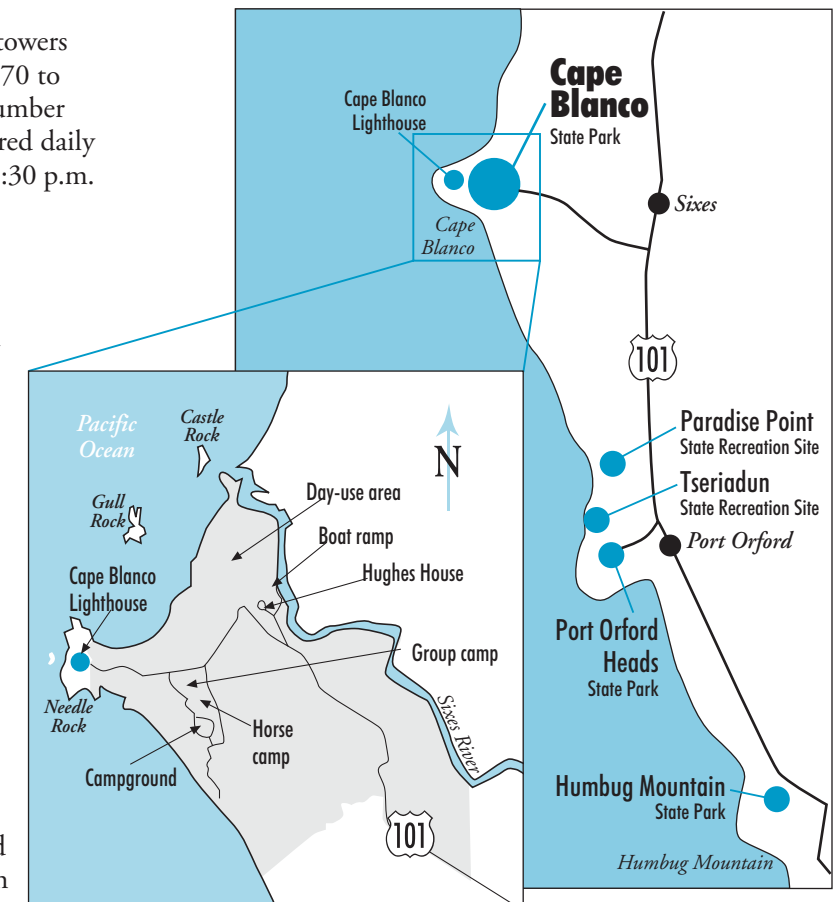 towers
70 to
umber
red daily
:30 p.m.
Cape Blanco
Lighthouse
Cape
Blanco
State Park
Cape
Blanco
Sixes
101
Paradise Point
State Recreation Site
Tseriadun
State Recreation Site
Port Orford
Port Orford
Heads
State Park
Humbug Mountain
State Park
Humbug Mountain
Pacific
Ocean
Castle
Rock
N
Gull
Rock
Day-use area
Boat ramp
Hughes House
Cape Blanco
Lighthouse
Group camp
Needle
Rock
Horse
camp
Sixes River
Campground
101
d
n